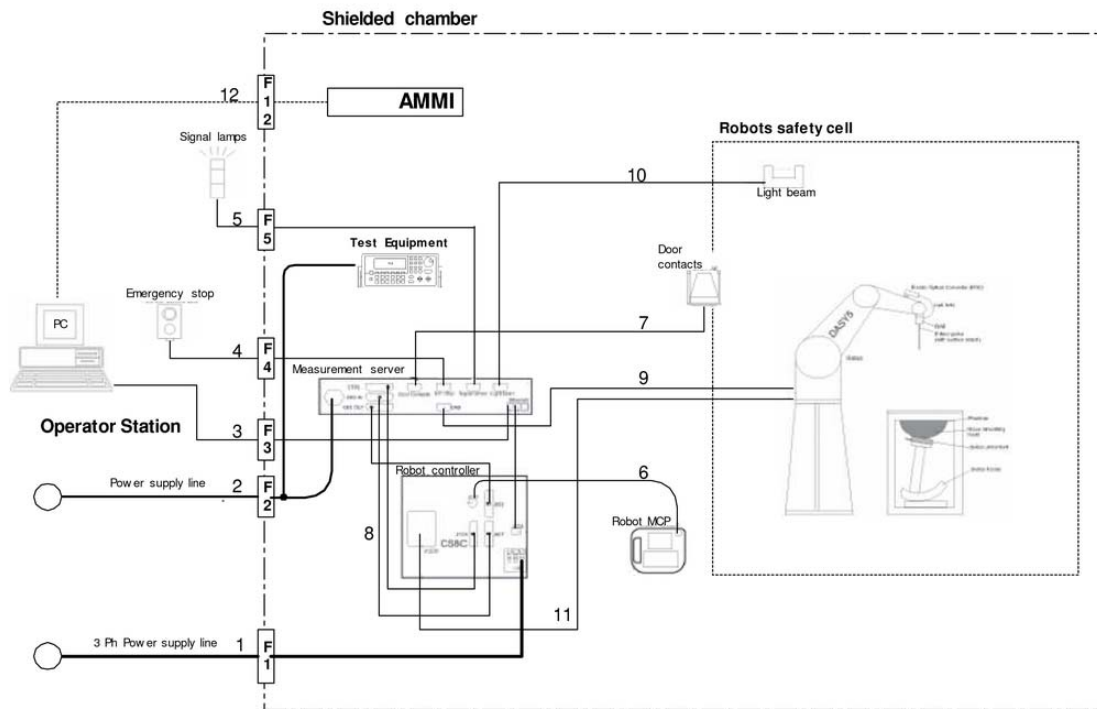 Shielded chamber
12
F
1
2
AMMI
Signal lamps
Robots safety cell
10
Light beam
5
F
5
Test Equipment
Door
contacts
Emergency stop
PC
DASY5
7
4
F
4
Measurement server
9
Operator Station
3
F
3
Robot controller
Power supply line
2
F
2
6
Robot MCP
8
CS8C
11
3 Ph Power supply line
1
F
1